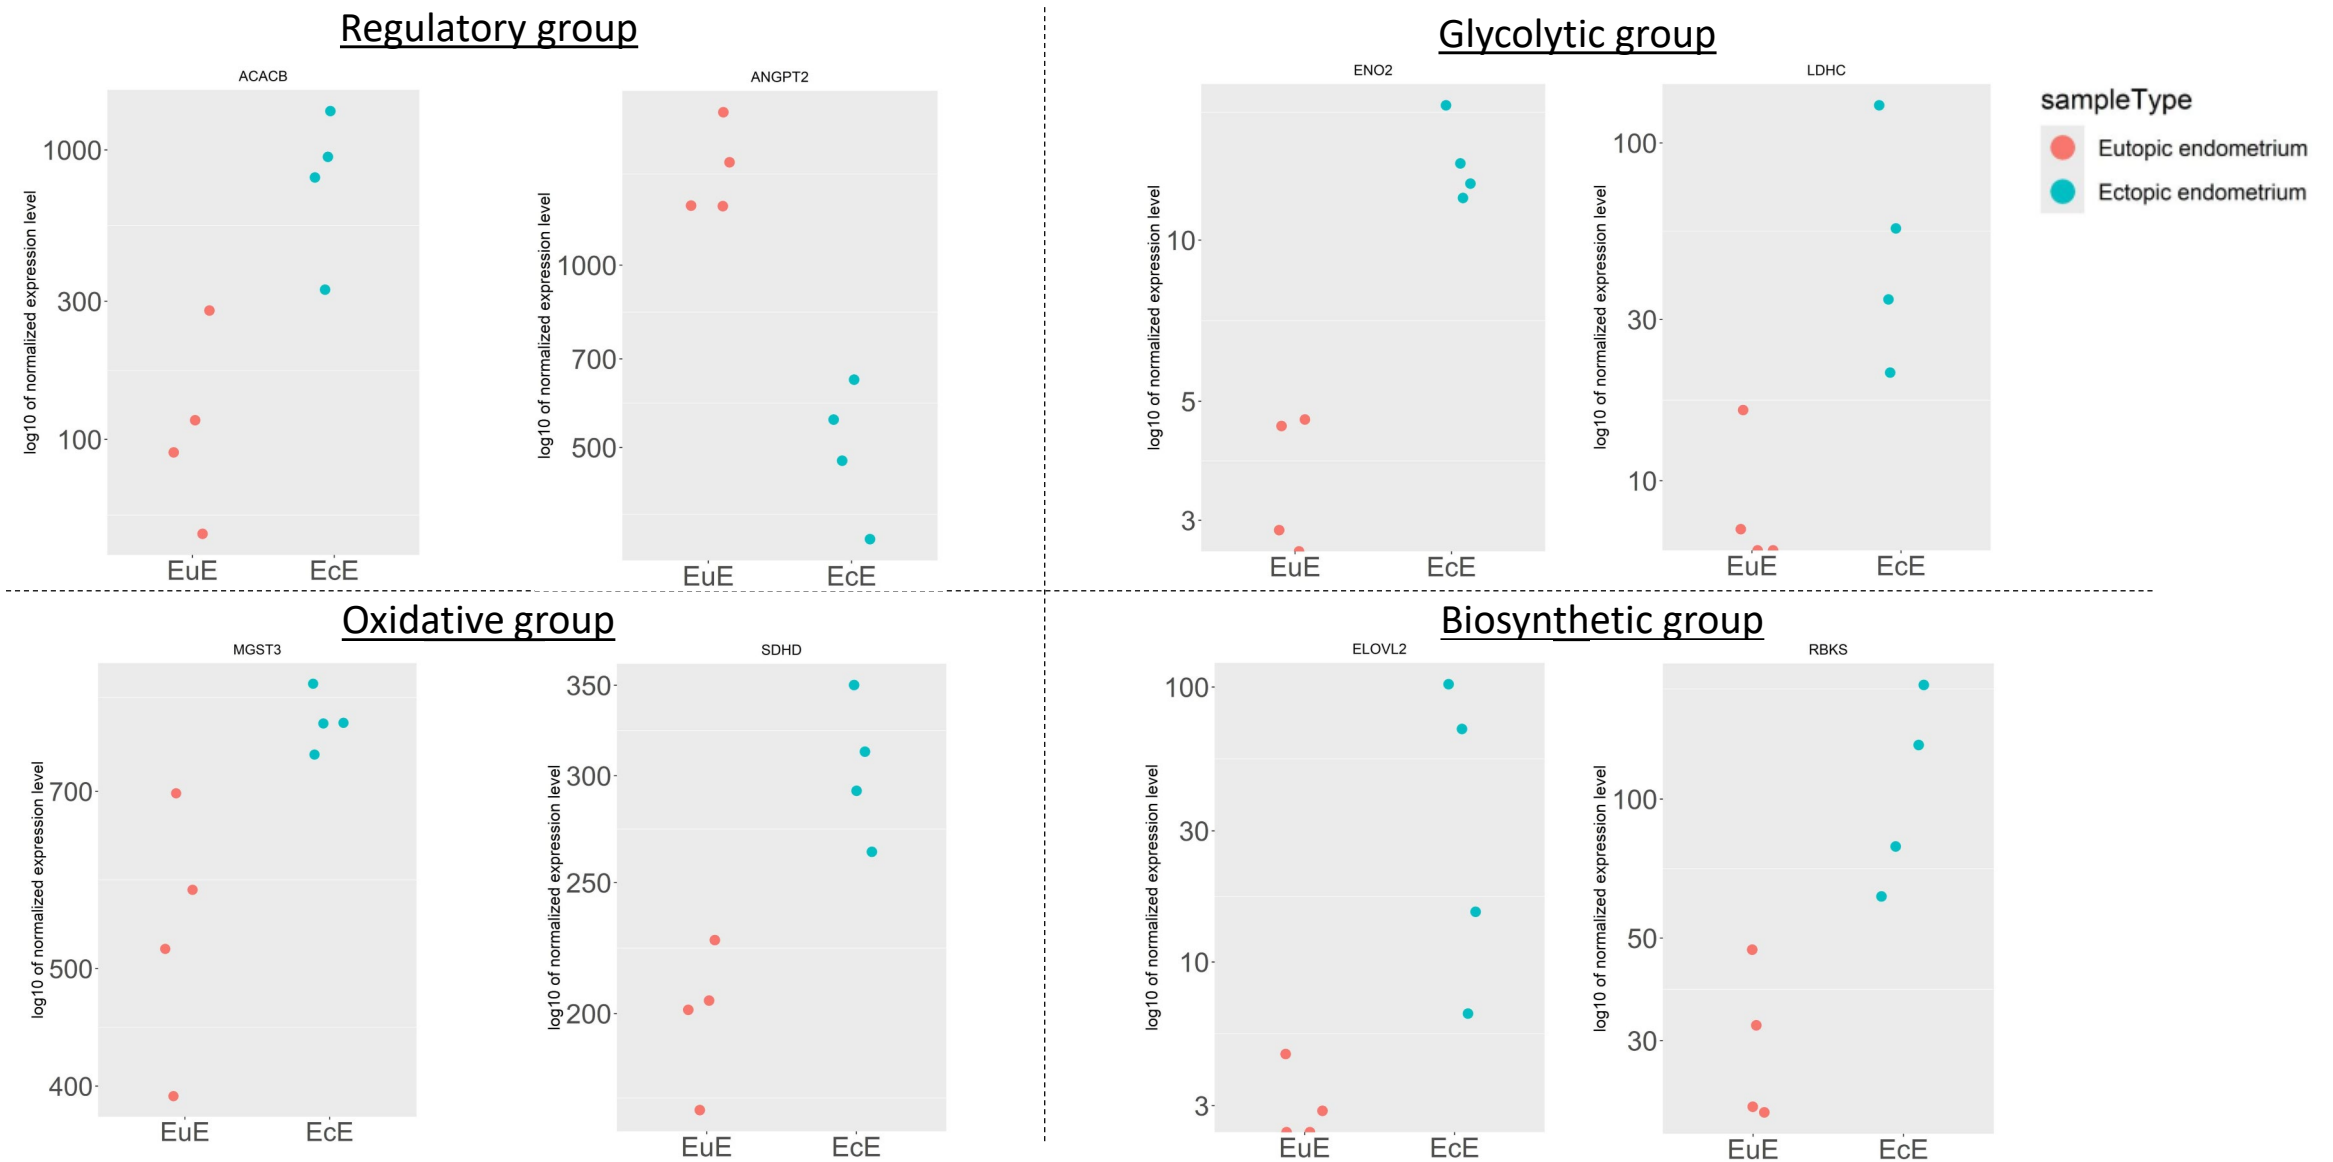 Regulatory group
ACACB
log10 of normalized expression level
1000
300
100
EuE EcE
ANGPT2
log10 of normalized expression level
1000
700
500
EuE EcE
Glycolytic group
ENO2
log10 of normalized expression level
10
5
3
EuE EcE
LDHC
log10 of normalized expression level
100
30
10
EuE EcE
sampleType
Eutopic endometrium
Ectopic endometrium
Oxidative group
MGST3
log10 of normalized expression level
700
500
400
EuE EcE
SDHD
log10 of normalized expression level
350
300
250
200
EuE EcE
Biosynthetic group
ELOVL2
log10 of normalized expression level
100
30
10
3
EuE EcE
RBKS
log10 of normalized expression level
100
50
30
EuE EcE